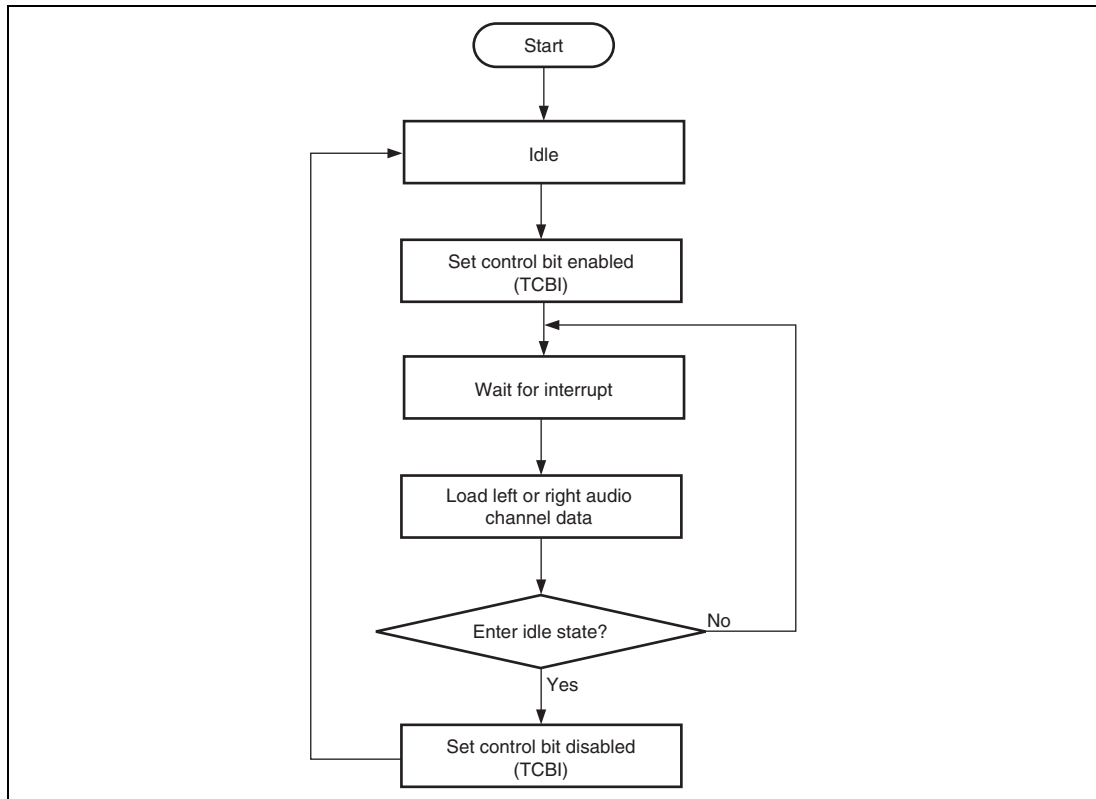 Start
Idle
Set control bit enabled
(TCBI)
Wait for interrupt
Load left or right audio
channel data
Enter idle state?
No
Yes
Set control bit disabled
(TCBI)